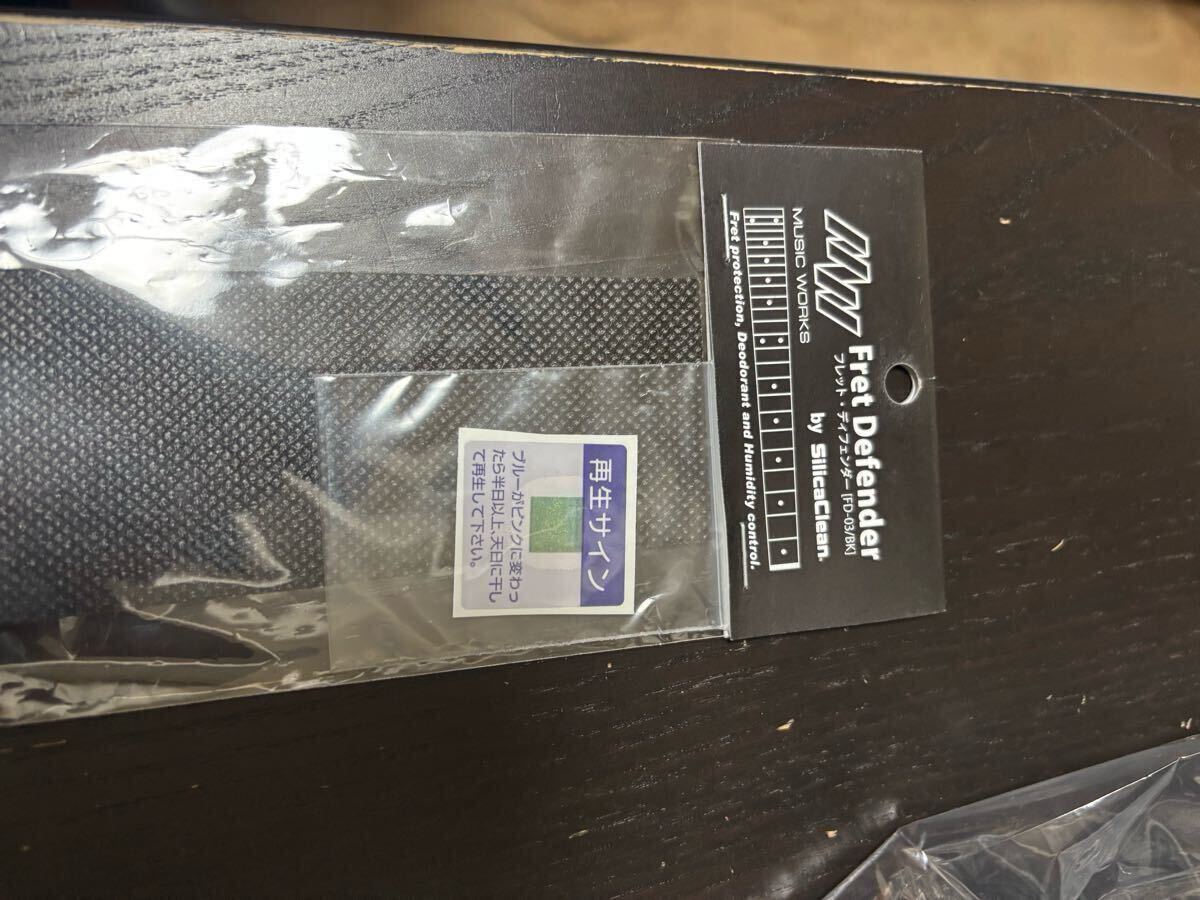 MUSIC WORKS
Fret Defender
フレット・ディフェンダー [FD-03/BK]
by SilicaClean
Fret protection, Deodorant and Humidity control.
再生サイン
ブルーがピンクに変わっ
たら半日以上、天日に干し
て再生して下さい。